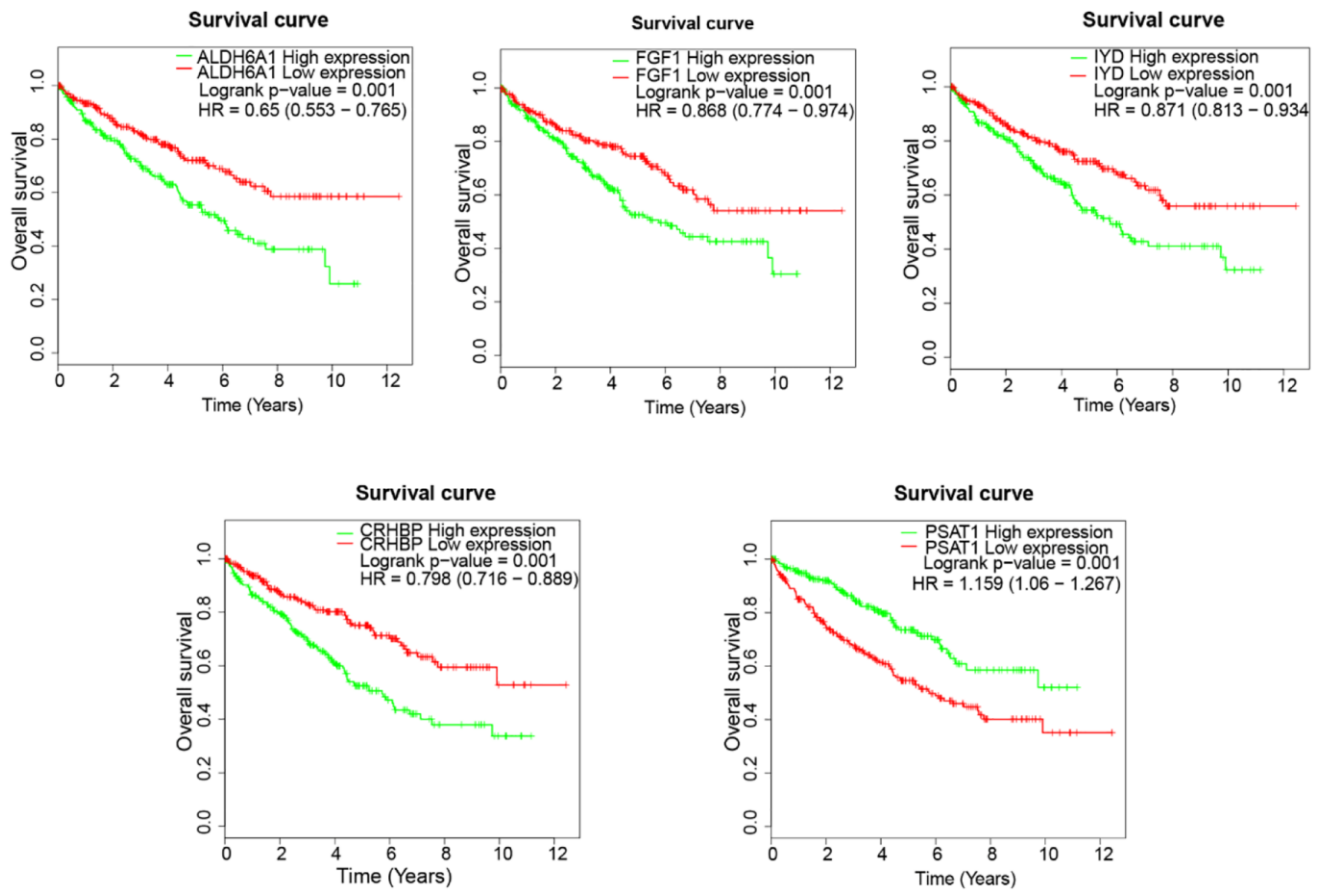 Survival curve
ALDH6A1 High expression
ALDH6A1 Low expression
Logrank p-value = 0.001
HR = 0.65 (0.553 – 0.765)
Overall survival
0.0 0.2 0.4 0.6 0.8 1.0
0 2 4 6 8 10 12
Time (Years)
Survival curve
FGF1 High expression
FGF1 Low expression
Logrank p-value = 0.001
HR = 0.868 (0.774 – 0.974)
Overall survival
0.0 0.2 0.4 0.6 0.8 1.0
0 2 4 6 8 10 12
Time (Years)
Survival curve
IYD High expression
IYD Low expression
Logrank p-value = 0.001
HR = 0.871 (0.813 – 0.934
Overall survival
0.0 0.2 0.4 0.6 0.8 1.0
0 2 4 6 8 10 12
Time (Years)
Survival curve
CRHBP High expression
CRHBP Low expression
Logrank p-value = 0.001
HR = 0.798 (0.716 – 0.889)
Overall survival
0.0 0.2 0.4 0.6 0.8 1.0
0 2 4 6 8 10 12
Time (Years)
Survival curve
PSAT1 High expression
PSAT1 Low expression
Logrank p-value = 0.001
HR = 1.159 (1.06 – 1.267)
Overall survival
0.0 0.2 0.4 0.6 0.8 1.0
0 2 4 6 8 10 12
Time (Years)